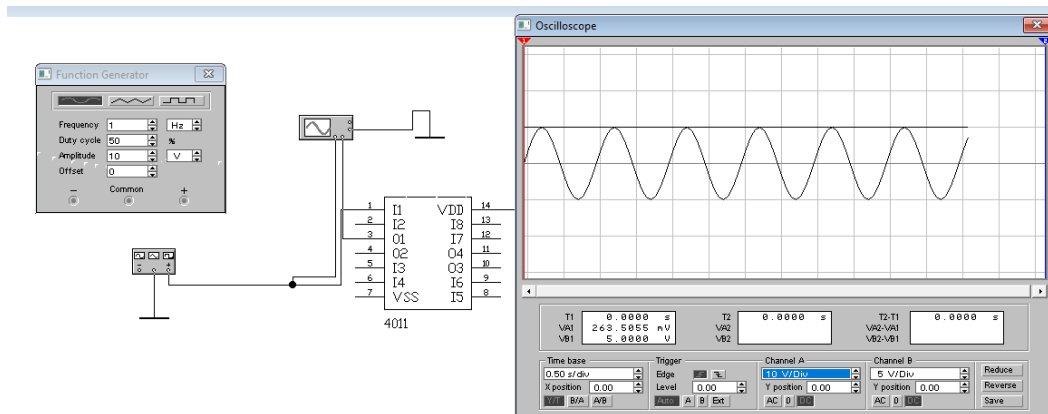 Oscilloscope
Function Generator
Frequency 1 Hz
Duty cycle 50 %
Amplitude 10 V
Offset 0
− Common +
1 I1 VDD 14
2 I2 I8 13
3 O1 I7 12
4 O2 O4 11
5 I3 O3 10
6 I4 I6 9
7 VSS I5 8
4011
T1 0.0000 s T2 0.0000 s T2-T1 0.0000 s
VA1 263.5055 mV VA2 VA2-VA1
VB1 5.0000 V VB2 VB2-VB1
Time base Trigger Channel A Channel B
0.50 s/div Edge 10 V/Div 5 V/Div Reduce
X position 0.00 Level 0.00 Y position 0.00 Y position 0.00 Reverse
Y/T B/A A/B Auto A B Ext AC 0 DC AC 0 DC Save